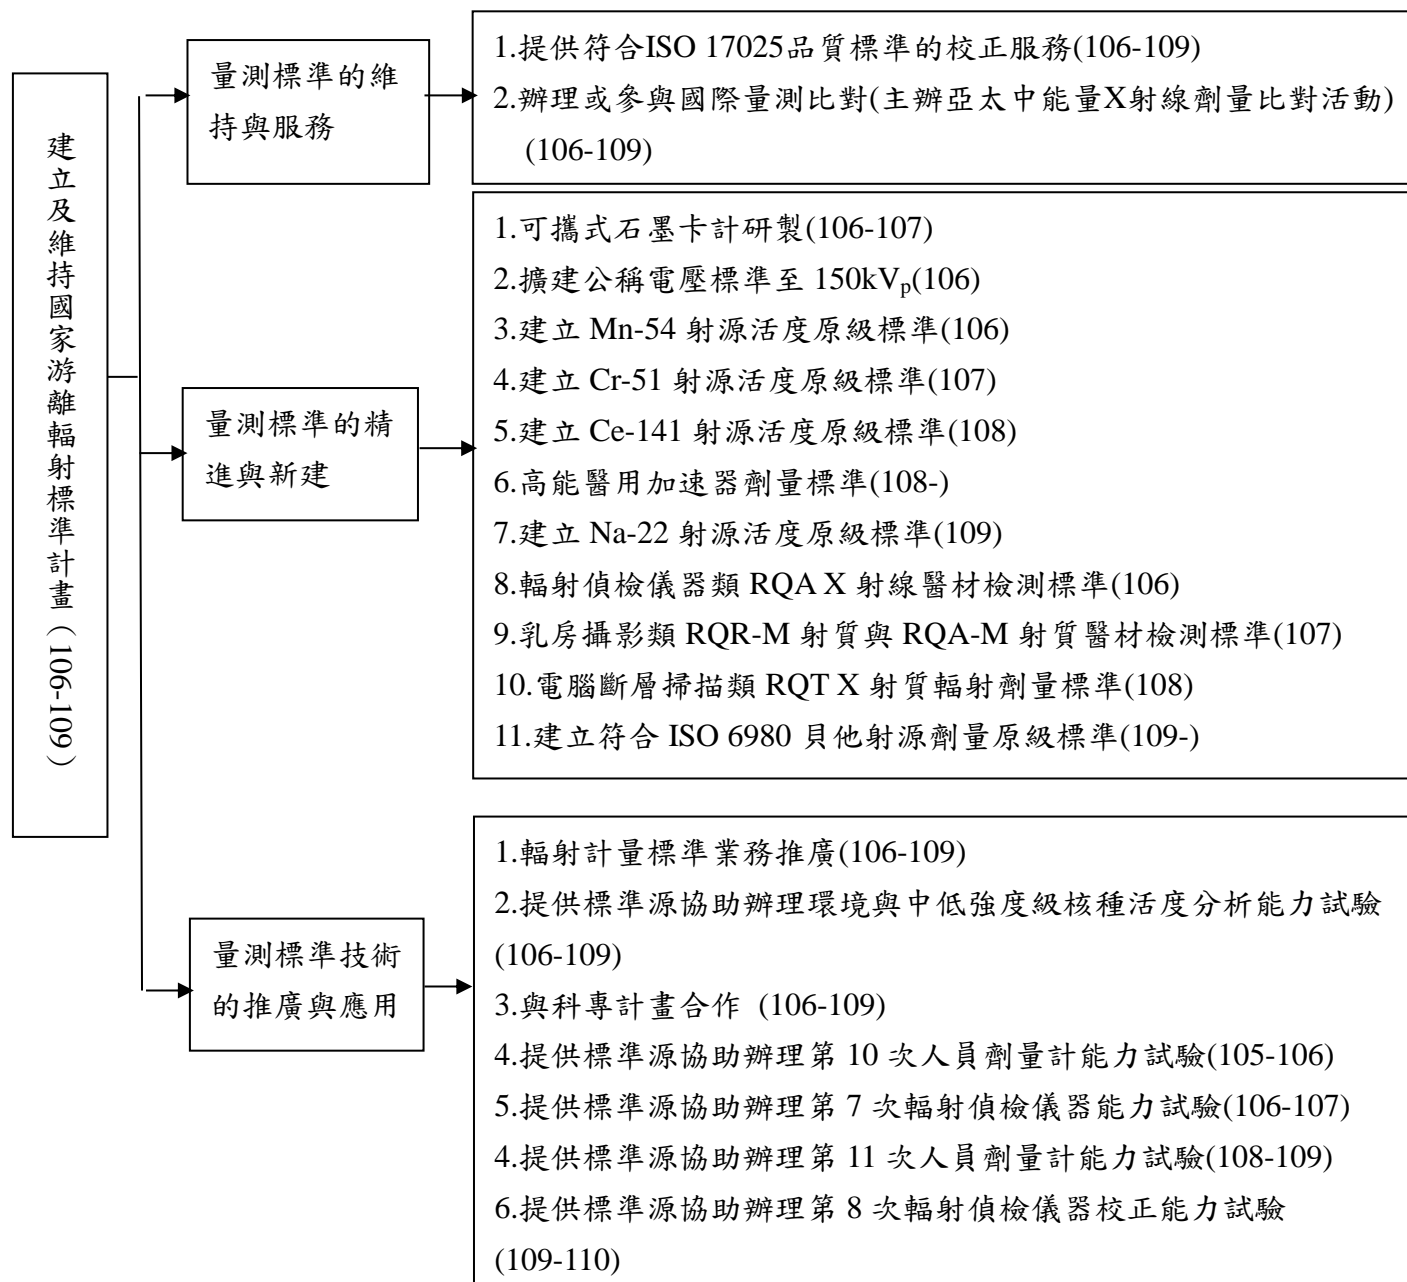 建立及維持國家游離輻射標準計畫（106-109）
量測標準的維
持與服務
1.提供符合ISO 17025品質標準的校正服務(106-109)
2.辦理或參與國際量測比對(主辦亞太中能量X射線劑量比對活動)
(106-109)
量測標準的精
進與新建
1.可攜式石墨卡計研製(106-107)
2.擴建公稱電壓標準至 150kVp(106)
3.建立 Mn-54 射源活度原級標準(106)
4.建立 Cr-51 射源活度原級標準(107)
5.建立 Ce-141 射源活度原級標準(108)
6.高能醫用加速器劑量標準(108-)
7.建立 Na-22 射源活度原級標準(109)
8.輻射偵檢儀器類 RQA X 射線醫材檢測標準(106)
9.乳房攝影類 RQR-M 射質與 RQA-M 射質醫材檢測標準(107)
10.電腦斷層掃描類 RQT X 射質輻射劑量標準(108)
11.建立符合 ISO 6980 貝他射源劑量原級標準(109-)
量測標準技術
的推廣與應用
1.輻射計量標準業務推廣(106-109)
2.提供標準源協助辦理環境與中低強度級核種活度分析能力試驗
(106-109)
3.與科專計畫合作 (106-109)
4.提供標準源協助辦理第 10 次人員劑量計能力試驗(105-106)
5.提供標準源協助辦理第 7 次輻射偵檢儀器能力試驗(106-107)
4.提供標準源協助辦理第 11 次人員劑量計能力試驗(108-109)
6.提供標準源協助辦理第 8 次輻射偵檢儀器校正能力試驗
(109-110)